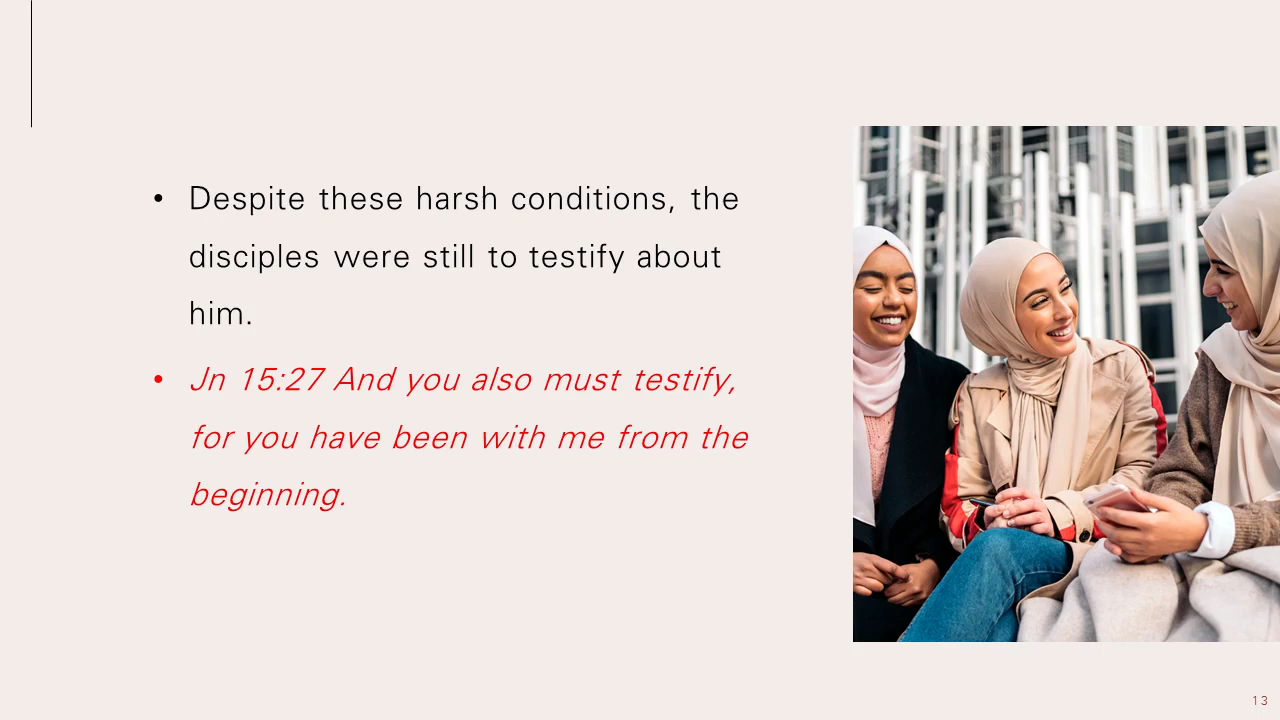 • Despite these harsh conditions, the
disciples were still to testify about
him.
• Jn 15:27 And you also must testify,
for you have been with me from the
beginning.
13